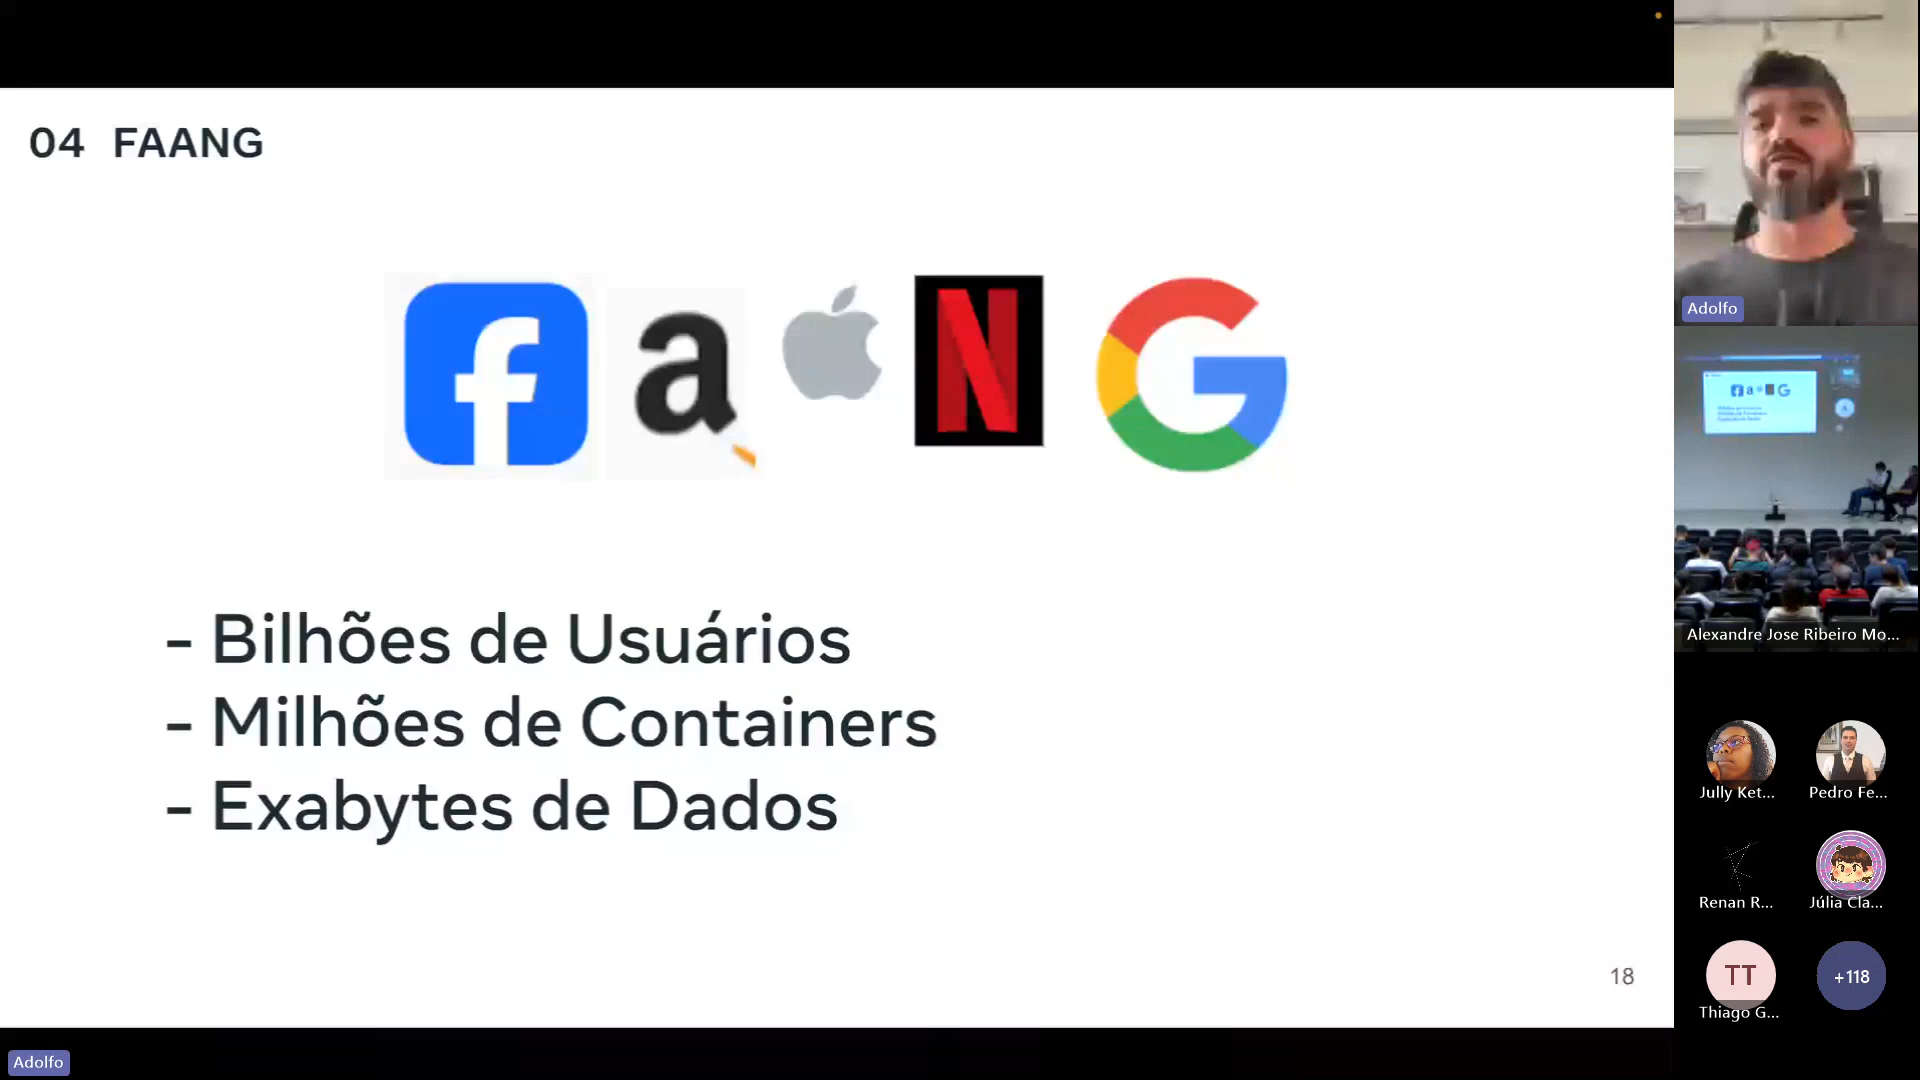 04 FAANG
f a N G
- Bilhões de Usuários
- Milhões de Containers
- Exabytes de Dados
18
Adolfo
Adolfo
Alexandre Jose Ribeiro Mo...
Jully Ket...
Pedro Fe...
Renan R...
Júlia Cla...
TT
+118
Thiago G...